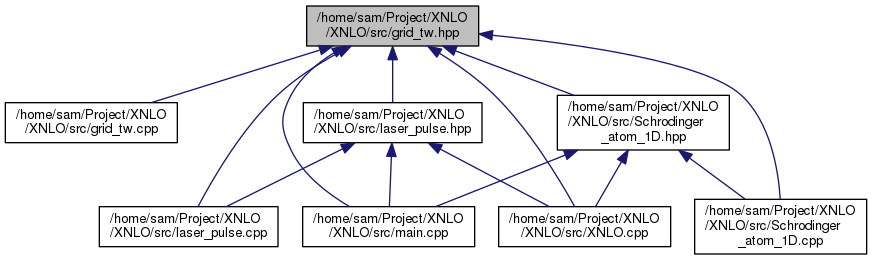 /home/sam/Project/XNLO
/XNLO/src/grid_tw.hpp
/home/sam/Project/XNLO
/XNLO/src/grid_tw.cpp
/home/sam/Project/XNLO
/XNLO/src/laser_pulse.hpp
/home/sam/Project/XNLO
/XNLO/src/Schrodinger
_atom_1D.hpp
/home/sam/Project/XNLO
/XNLO/src/laser_pulse.cpp
/home/sam/Project/XNLO
/XNLO/src/main.cpp
/home/sam/Project/XNLO
/XNLO/src/XNLO.cpp
/home/sam/Project/XNLO
/XNLO/src/Schrodinger
_atom_1D.cpp